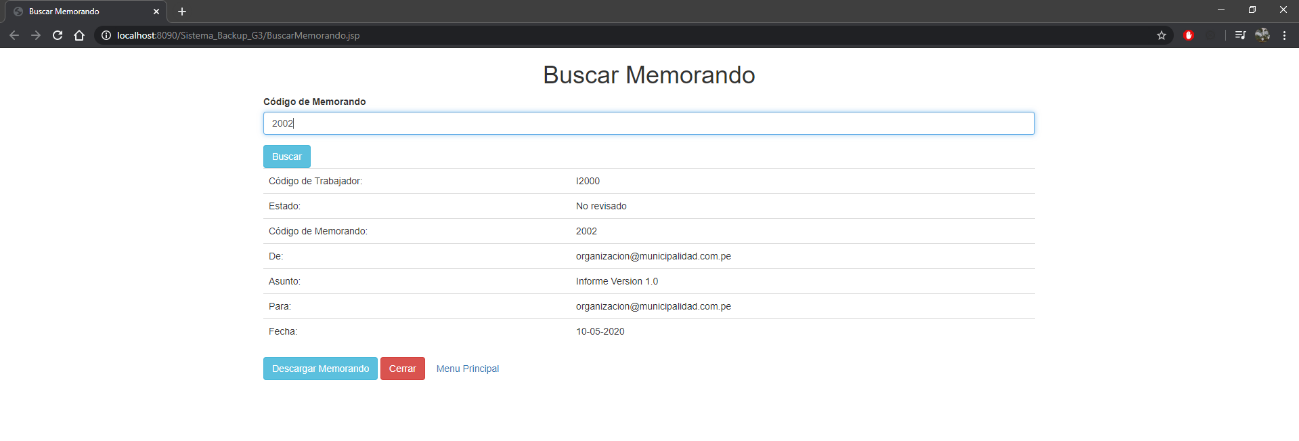 Buscar Memorando
localhost:8090/Sistema_Backup_G3/BuscarMemorando.jsp
Buscar Memorando
Código de Memorando
2002
Buscar
Código de Trabajador: I2000
Estado: No revisado
Código de Memorando: 2002
De: organizacion@municipalidad.com.pe
Asunto: Informe Version 1.0
Para: organizacion@municipalidad.com.pe
Fecha: 10-05-2020
Descargar Memorando Cerrar Menu Principal